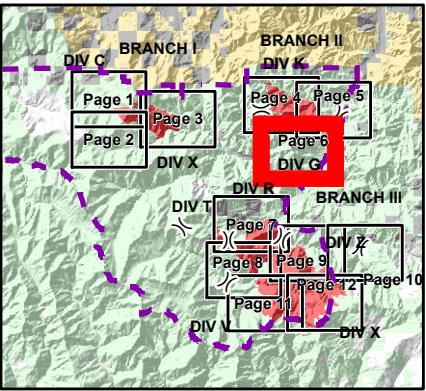 BRANCH I
BRANCH II
DIV C
DIV K
Page 1
Page 2
Page 3
Page 4
Page 5
Page 6
DIV G
DIV X
DIV R
DIV T
BRANCH III
Page 7
DIV Z
Page 8
Page 9
Page 10
Page 11
Page 12
DIV V
DIV X